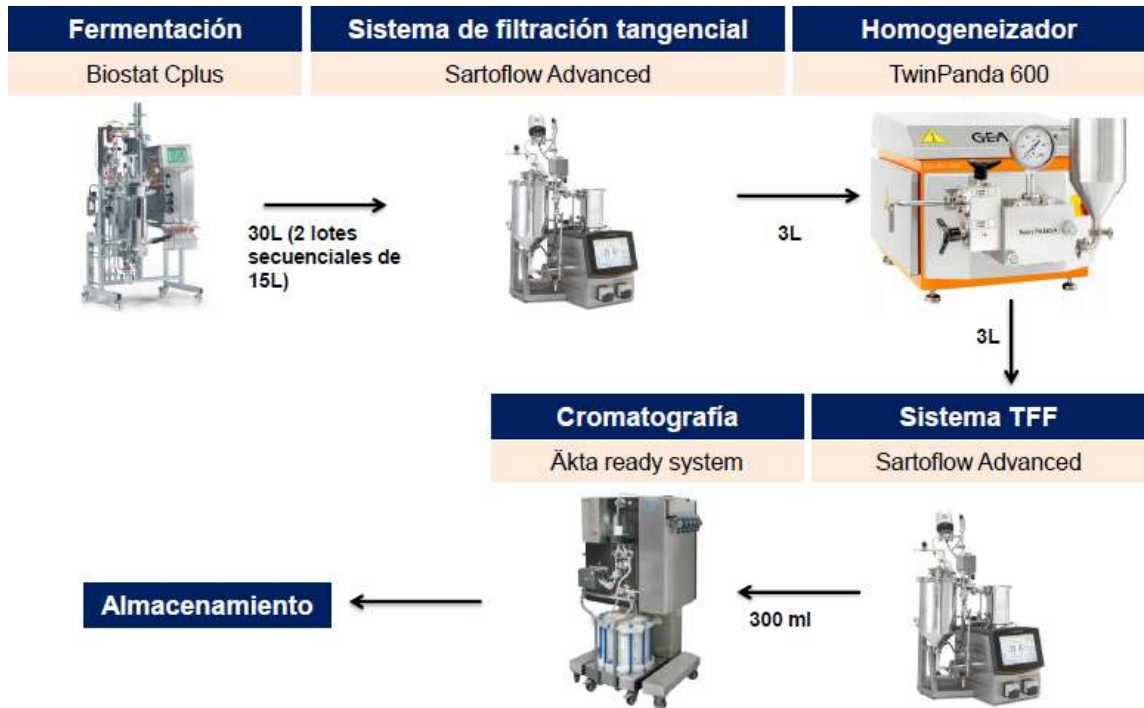 Fermentación
Sistema de filtración tangencial
Homogeneizador
Biostat Cplus
Sartoflow Advanced
TwinPanda 600
GEA
TwinPANDA
30L (2 lotes
secuenciales de
15L)
3L
3L
Cromatografía
Sistema TFF
Äkta ready system
Sartoflow Advanced
Almacenamiento
300 ml